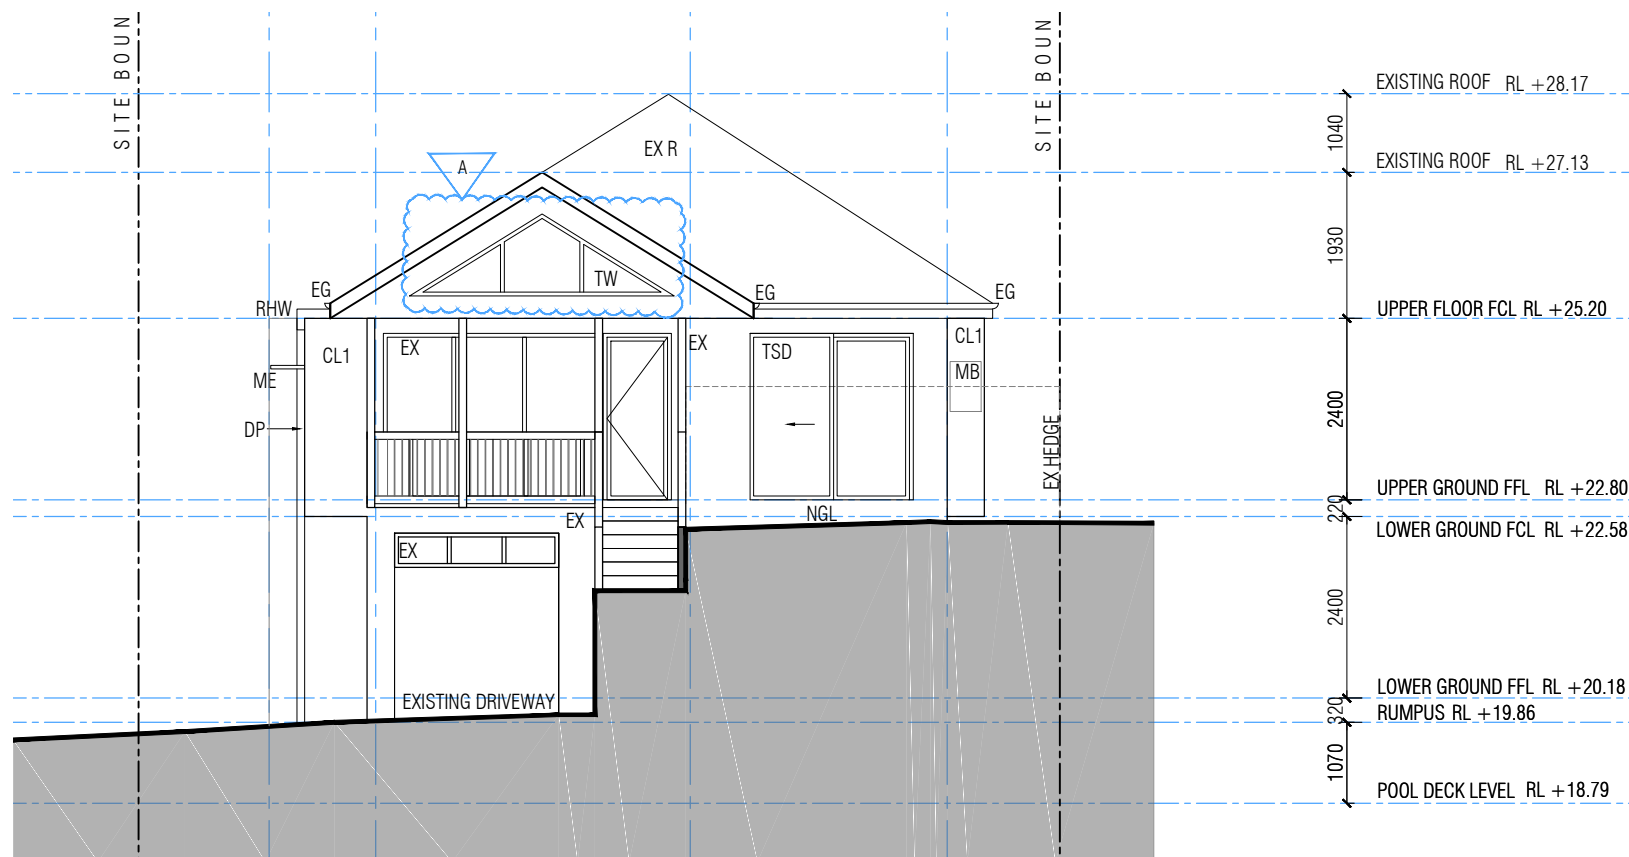 SITE BOUN
SITE BOUN
EXISTING ROOF RL +28.17
1040
EX R
A
EXISTING ROOF RL +27.13
1930
TW
EG
EG
EG
RHW
UPPER FLOOR FCL RL +25.20
CL1
EX
EX
TSD
CL1
MB
ME
DP
2400
EX HEDGE
UPPER GROUND FFL RL +22.80
220
NGL
EX
LOWER GROUND FCL RL +22.58
EX
2400
EXISTING DRIVEWAY
LOWER GROUND FFL RL +20.18
320
RUMPUS RL +19.86
1070
POOL DECK LEVEL RL +18.79